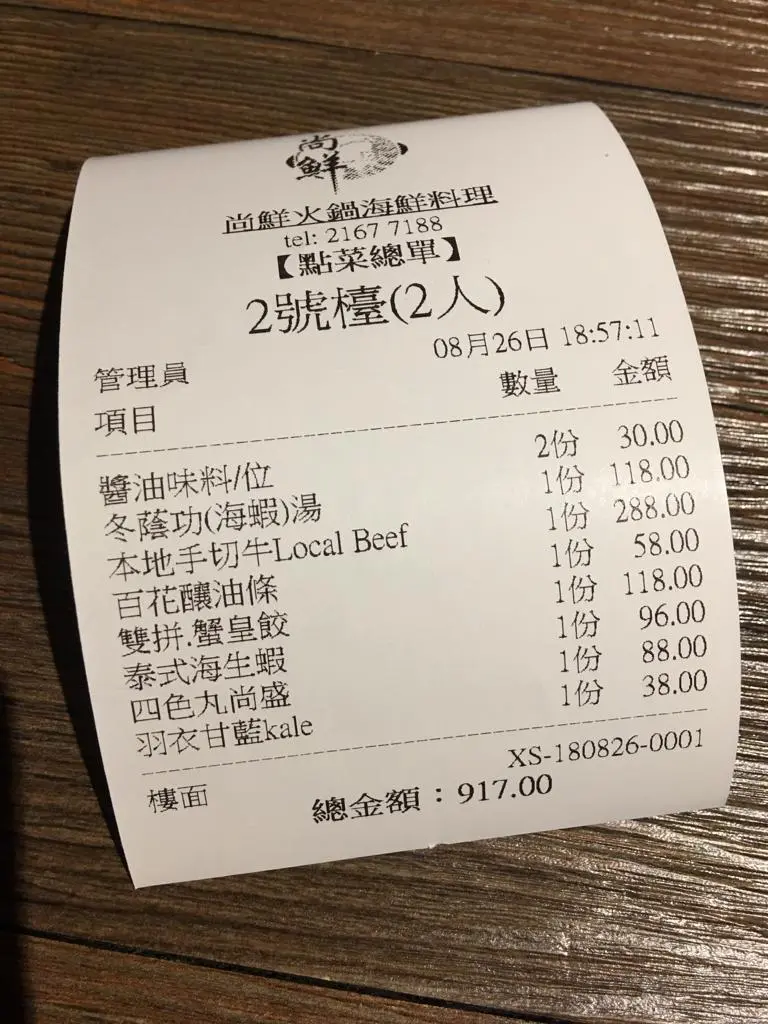 尚鮮
尚鮮火鍋海鮮料理
tel: 2167 7188
【點菜總單】
2號檯(2人)
08月26日 18:57:11
管理員
項目 數量 金額
醬油味料/位 2份 30.00
冬蔭功(海蝦)湯 1份 118.00
本地手切牛Local Beef 1份 288.00
百花釀油條 1份 58.00
雙拼.蟹皇餃 1份 118.00
泰式海生蝦 1份 96.00
四色丸尚盛 1份 88.00
羽衣甘藍kale 1份 38.00
XS-180826-0001
樓面 總金額：917.00